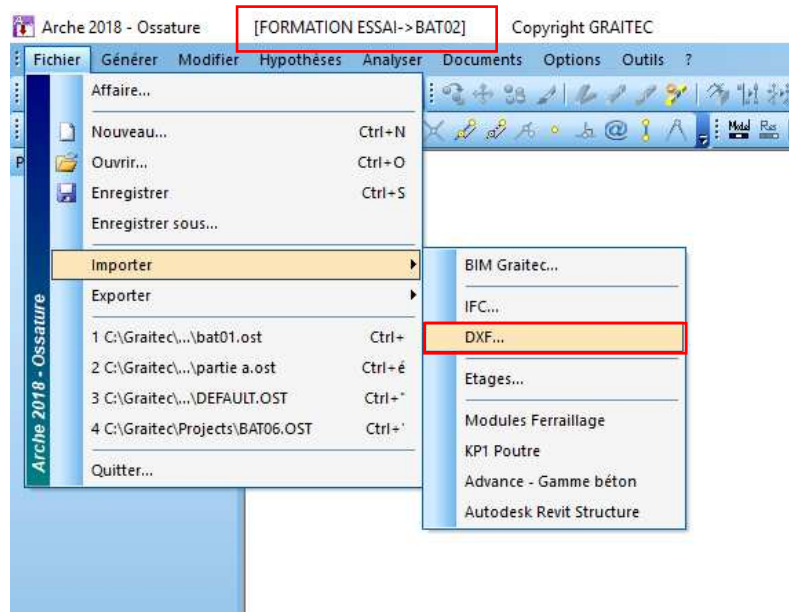 Arche 2018 - Ossature [FORMATION ESSAI->BAT02] Copyright GRAITEC
Fichier Générer Modifier Hypothèses Analyser Documents Options Outils ?
Affaire...
Nouveau... Ctrl+N
Ouvrir... Ctrl+O
Enregistrer Ctrl+S
Enregistrer sous...
Importer
Exporter
1 C:\Graitec\...\bat01.ost Ctrl+
2 C:\Graitec\...\partie a.ost Ctrl+é
3 C:\Graitec\...\DEFAULT.OST Ctrl+"
4 C:\Graitec\Projects\BAT06.OST Ctrl+'
Quitter...
Arche 2018 - Ossature
BIM Graitec...
IFC...
DXF...
Etages...
Modules Ferraillage
KP1 Poutre
Advance - Gamme béton
Autodesk Revit Structure
P